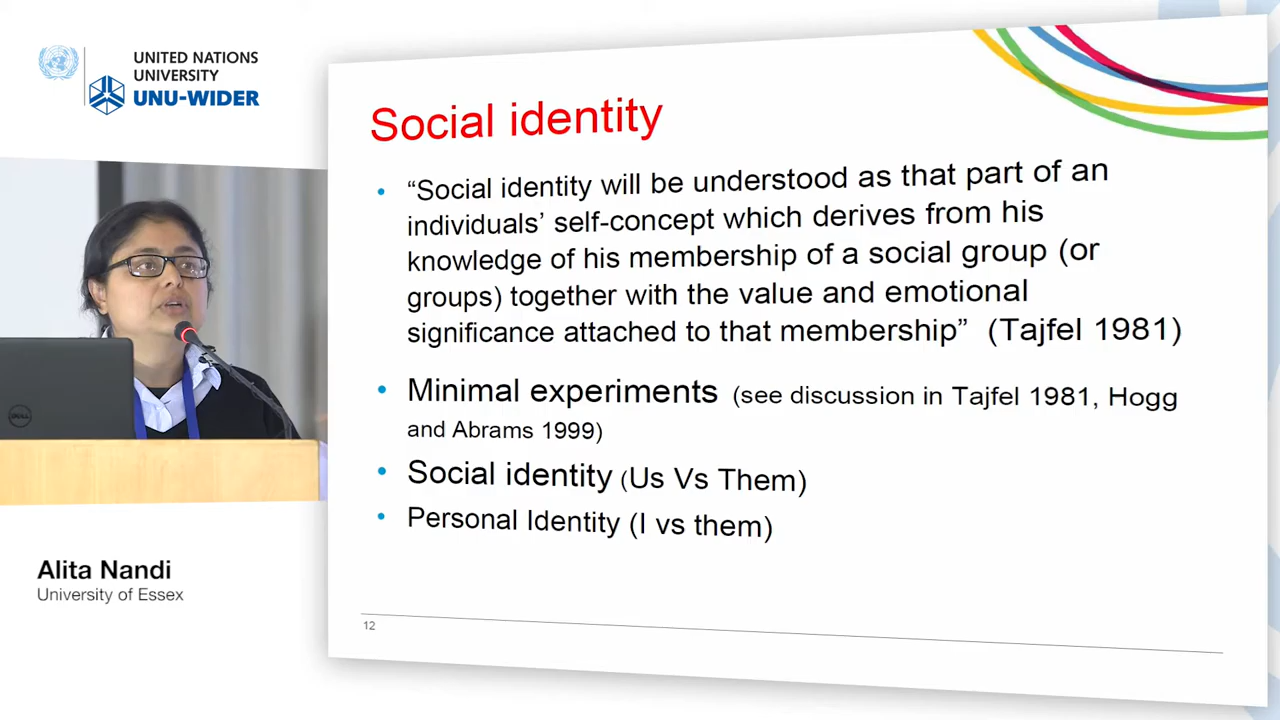 UNITED NATIONS
UNIVERSITY
UNU-WIDER
Social identity
• “Social identity will be understood as that part of an
individuals’ self-concept which derives from his
knowledge of his membership of a social group (or
groups) together with the value and emotional
significance attached to that membership” (Tajfel 1981)
• Minimal experiments (see discussion in Tajfel 1981, Hogg
and Abrams 1999)
• Social identity (Us Vs Them)
• Personal Identity (I vs them)
12
DELL
Alita Nandi
University of Essex